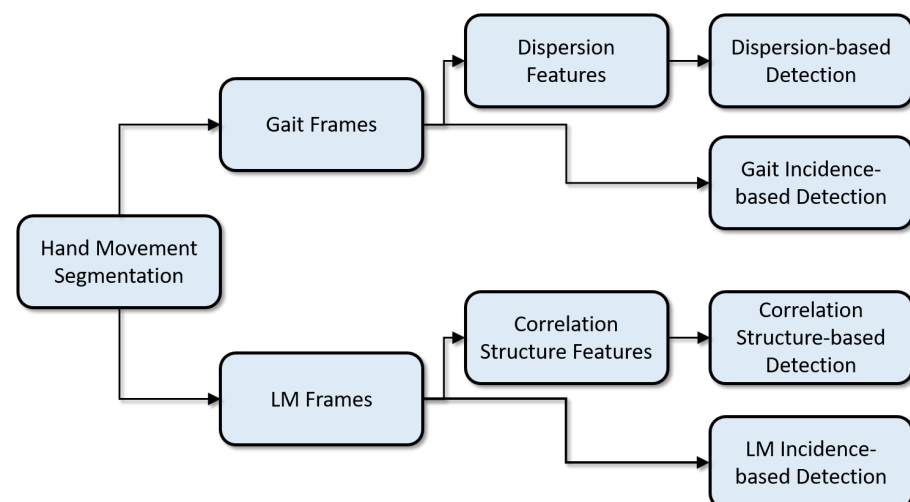 Dispersion
Features
Dispersion-based
Detection
Gait Frames
Gait Incidence-
based Detection
Hand Movement
Segmentation
Correlation
Structure Features
Correlation
Structure-based
Detection
LM Frames
LM Incidence-
based Detection